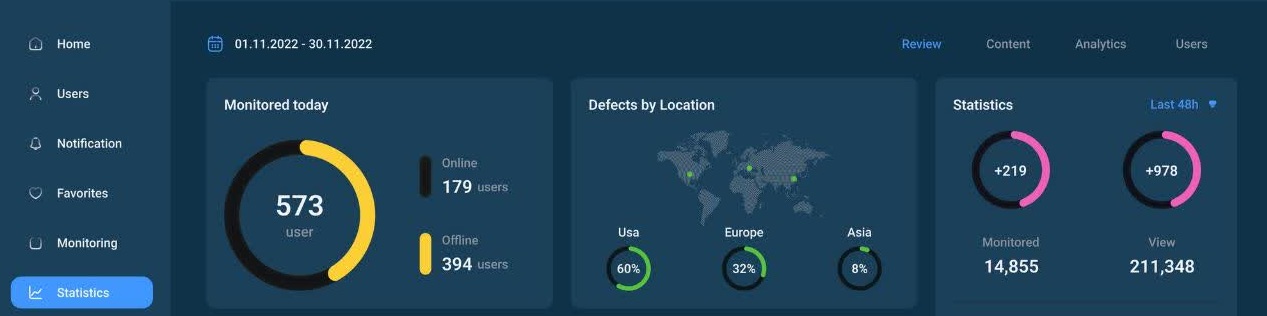 Home
Users
Notification
Favorites
Monitoring
Statistics
01.11.2022 - 30.11.2022
Review
Content
Analytics
Users
Monitored today
573
user
Online
179 users
Offline
394 users
Defects by Location
Usa
60%
Europe
32%
Asia
8%
Statistics
Last 48h
+219
Monitored
14,855
+978
View
211,348